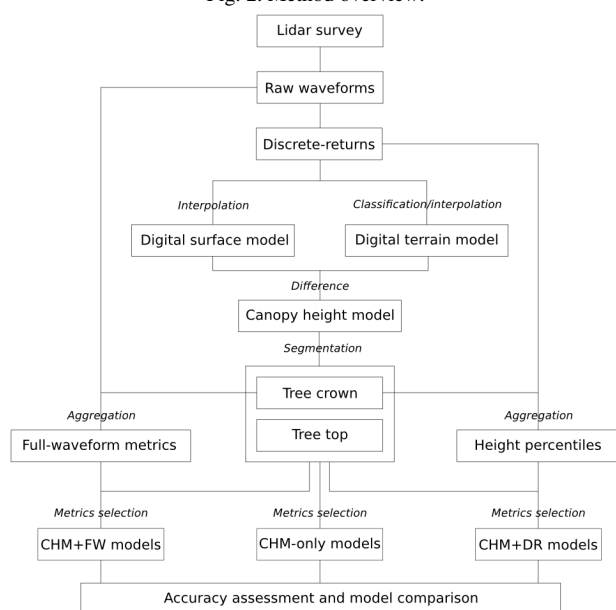 Fig. 2. Method overview.
Lidar survey
Raw waveforms
Discrete-returns
Interpolation
Classification/interpolation
Digital surface model
Digital terrain model
Difference
Canopy height model
Segmentation
Tree crown
Aggregation
Aggregation
Tree top
Full-waveform metrics
Height percentiles
Metrics selection
Metrics selection
Metrics selection
CHM+FW models
CHM-only models
CHM+DR models
Accuracy assessment and model comparison